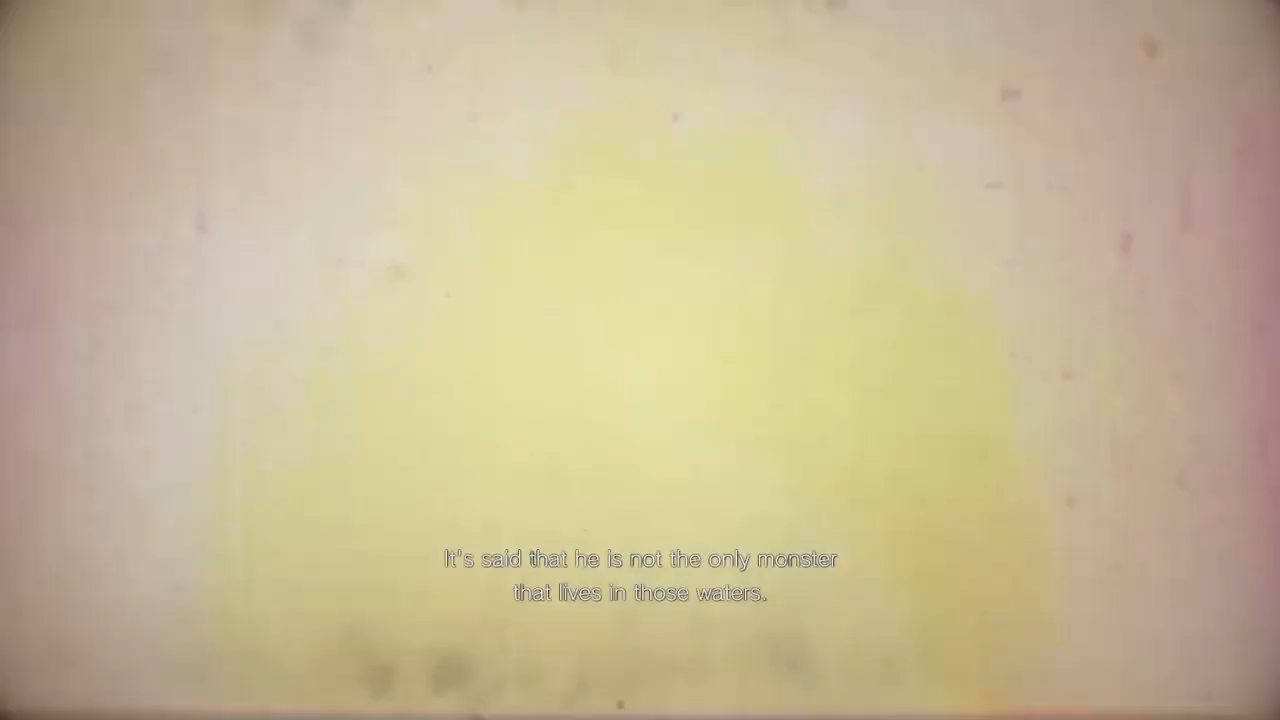 It's said that he is not the only monster
that lives in those waters.